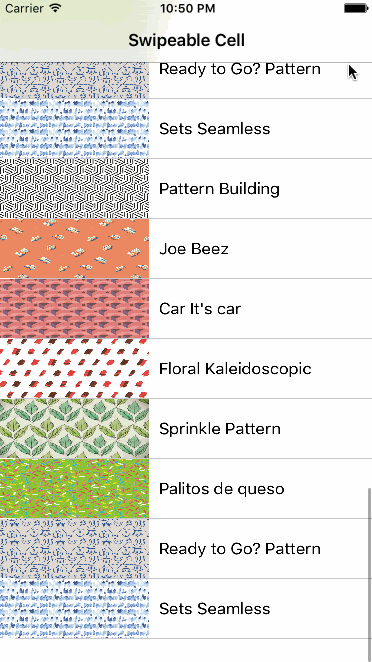 Carrier 10:50 PM
Swipeable Cell
Ready to Go? Pattern
Sets Seamless
Pattern Building
Joe Beez
Car It's car
Floral Kaleidoscopic
Sprinkle Pattern
Palitos de queso
Ready to Go? Pattern
Sets Seamless